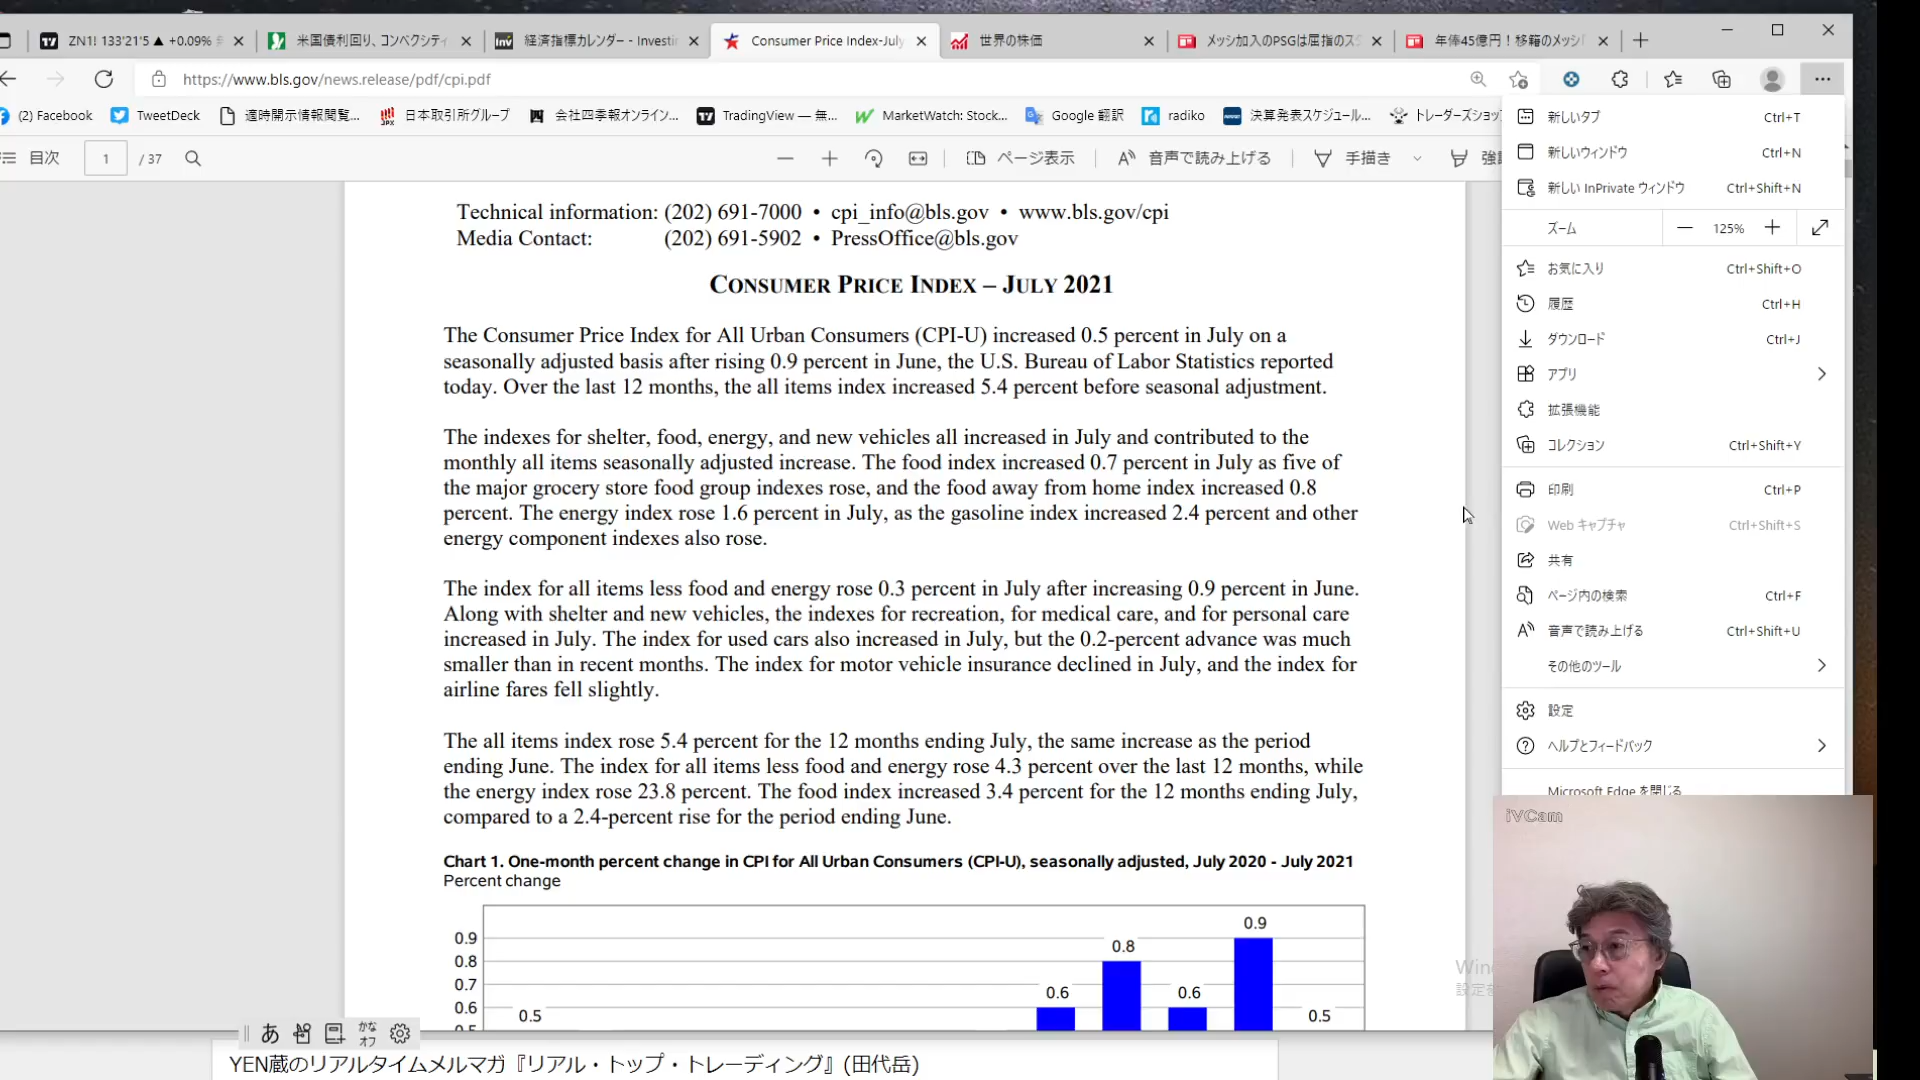 ZN1! 133'21'5 ▲ +0.09%
米国債利回り、コンベクシティ
経済指標カレンダー - Investi
Consumer Price Index-July
世界の株価
メッシ加入のPSGは屈指のス
年俸45億円！移籍のメッシ
https://www.bls.gov/news.release/pdf/cpi.pdf
(2) Facebook
TweetDeck
適時開示情報閲覧...
日本取引所グループ
会社四季報オンライン...
TradingView — 無...
MarketWatch: Stock...
Google 翻訳
radiko
決算発表スケジュール...
トレーダーズショッ
目次
1
/ 37
ページ表示
音声で読み上げる
手描き
強調
Technical information: (202) 691-7000 • cpi_info@bls.gov • www.bls.gov/cpi
Media Contact: (202) 691-5902 • PressOffice@bls.gov
CONSUMER PRICE INDEX – JULY 2021
The Consumer Price Index for All Urban Consumers (CPI-U) increased 0.5 percent in July on a
seasonally adjusted basis after rising 0.9 percent in June, the U.S. Bureau of Labor Statistics reported
today. Over the last 12 months, the all items index increased 5.4 percent before seasonal adjustment.
The indexes for shelter, food, energy, and new vehicles all increased in July and contributed to the
monthly all items seasonally adjusted increase. The food index increased 0.7 percent in July as five of
the major grocery store food group indexes rose, and the food away from home index increased 0.8
percent. The energy index rose 1.6 percent in July, as the gasoline index increased 2.4 percent and other
energy component indexes also rose.
The index for all items less food and energy rose 0.3 percent in July after increasing 0.9 percent in June.
Along with shelter and new vehicles, the indexes for recreation, for medical care, and for personal care
increased in July. The index for used cars also increased in July, but the 0.2-percent advance was much
smaller than in recent months. The index for motor vehicle insurance declined in July, and the index for
airline fares fell slightly.
The all items index rose 5.4 percent for the 12 months ending July, the same increase as the period
ending June. The index for all items less food and energy rose 4.3 percent over the last 12 months, while
the energy index rose 23.8 percent. The food index increased 3.4 percent for the 12 months ending July,
compared to a 2.4-percent rise for the period ending June.
Chart 1. One-month percent change in CPI for All Urban Consumers (CPI-U), seasonally adjusted, July 2020 - July 2021
Percent change
0.9
0.8
0.7
0.6
0.5
0.5
0.6
0.8
0.6
0.9
0.5
新しいタブ Ctrl+T
新しいウィンドウ Ctrl+N
新しい InPrivate ウィンドウ Ctrl+Shift+N
ズーム 125%
お気に入り Ctrl+Shift+O
履歴 Ctrl+H
ダウンロード Ctrl+J
アプリ
拡張機能
コレクション Ctrl+Shift+Y
印刷 Ctrl+P
Web キャプチャ Ctrl+Shift+S
共有
ページ内の検索 Ctrl+F
音声で読み上げる Ctrl+Shift+U
その他のツール
設定
ヘルプとフィードバック
Microsoft Edge を閉じる
iVCam
Win
設定を
あ
かな
オフ
YEN蔵のリアルタイムメルマガ『リアル・トップ・トレーディング』(田代岳)